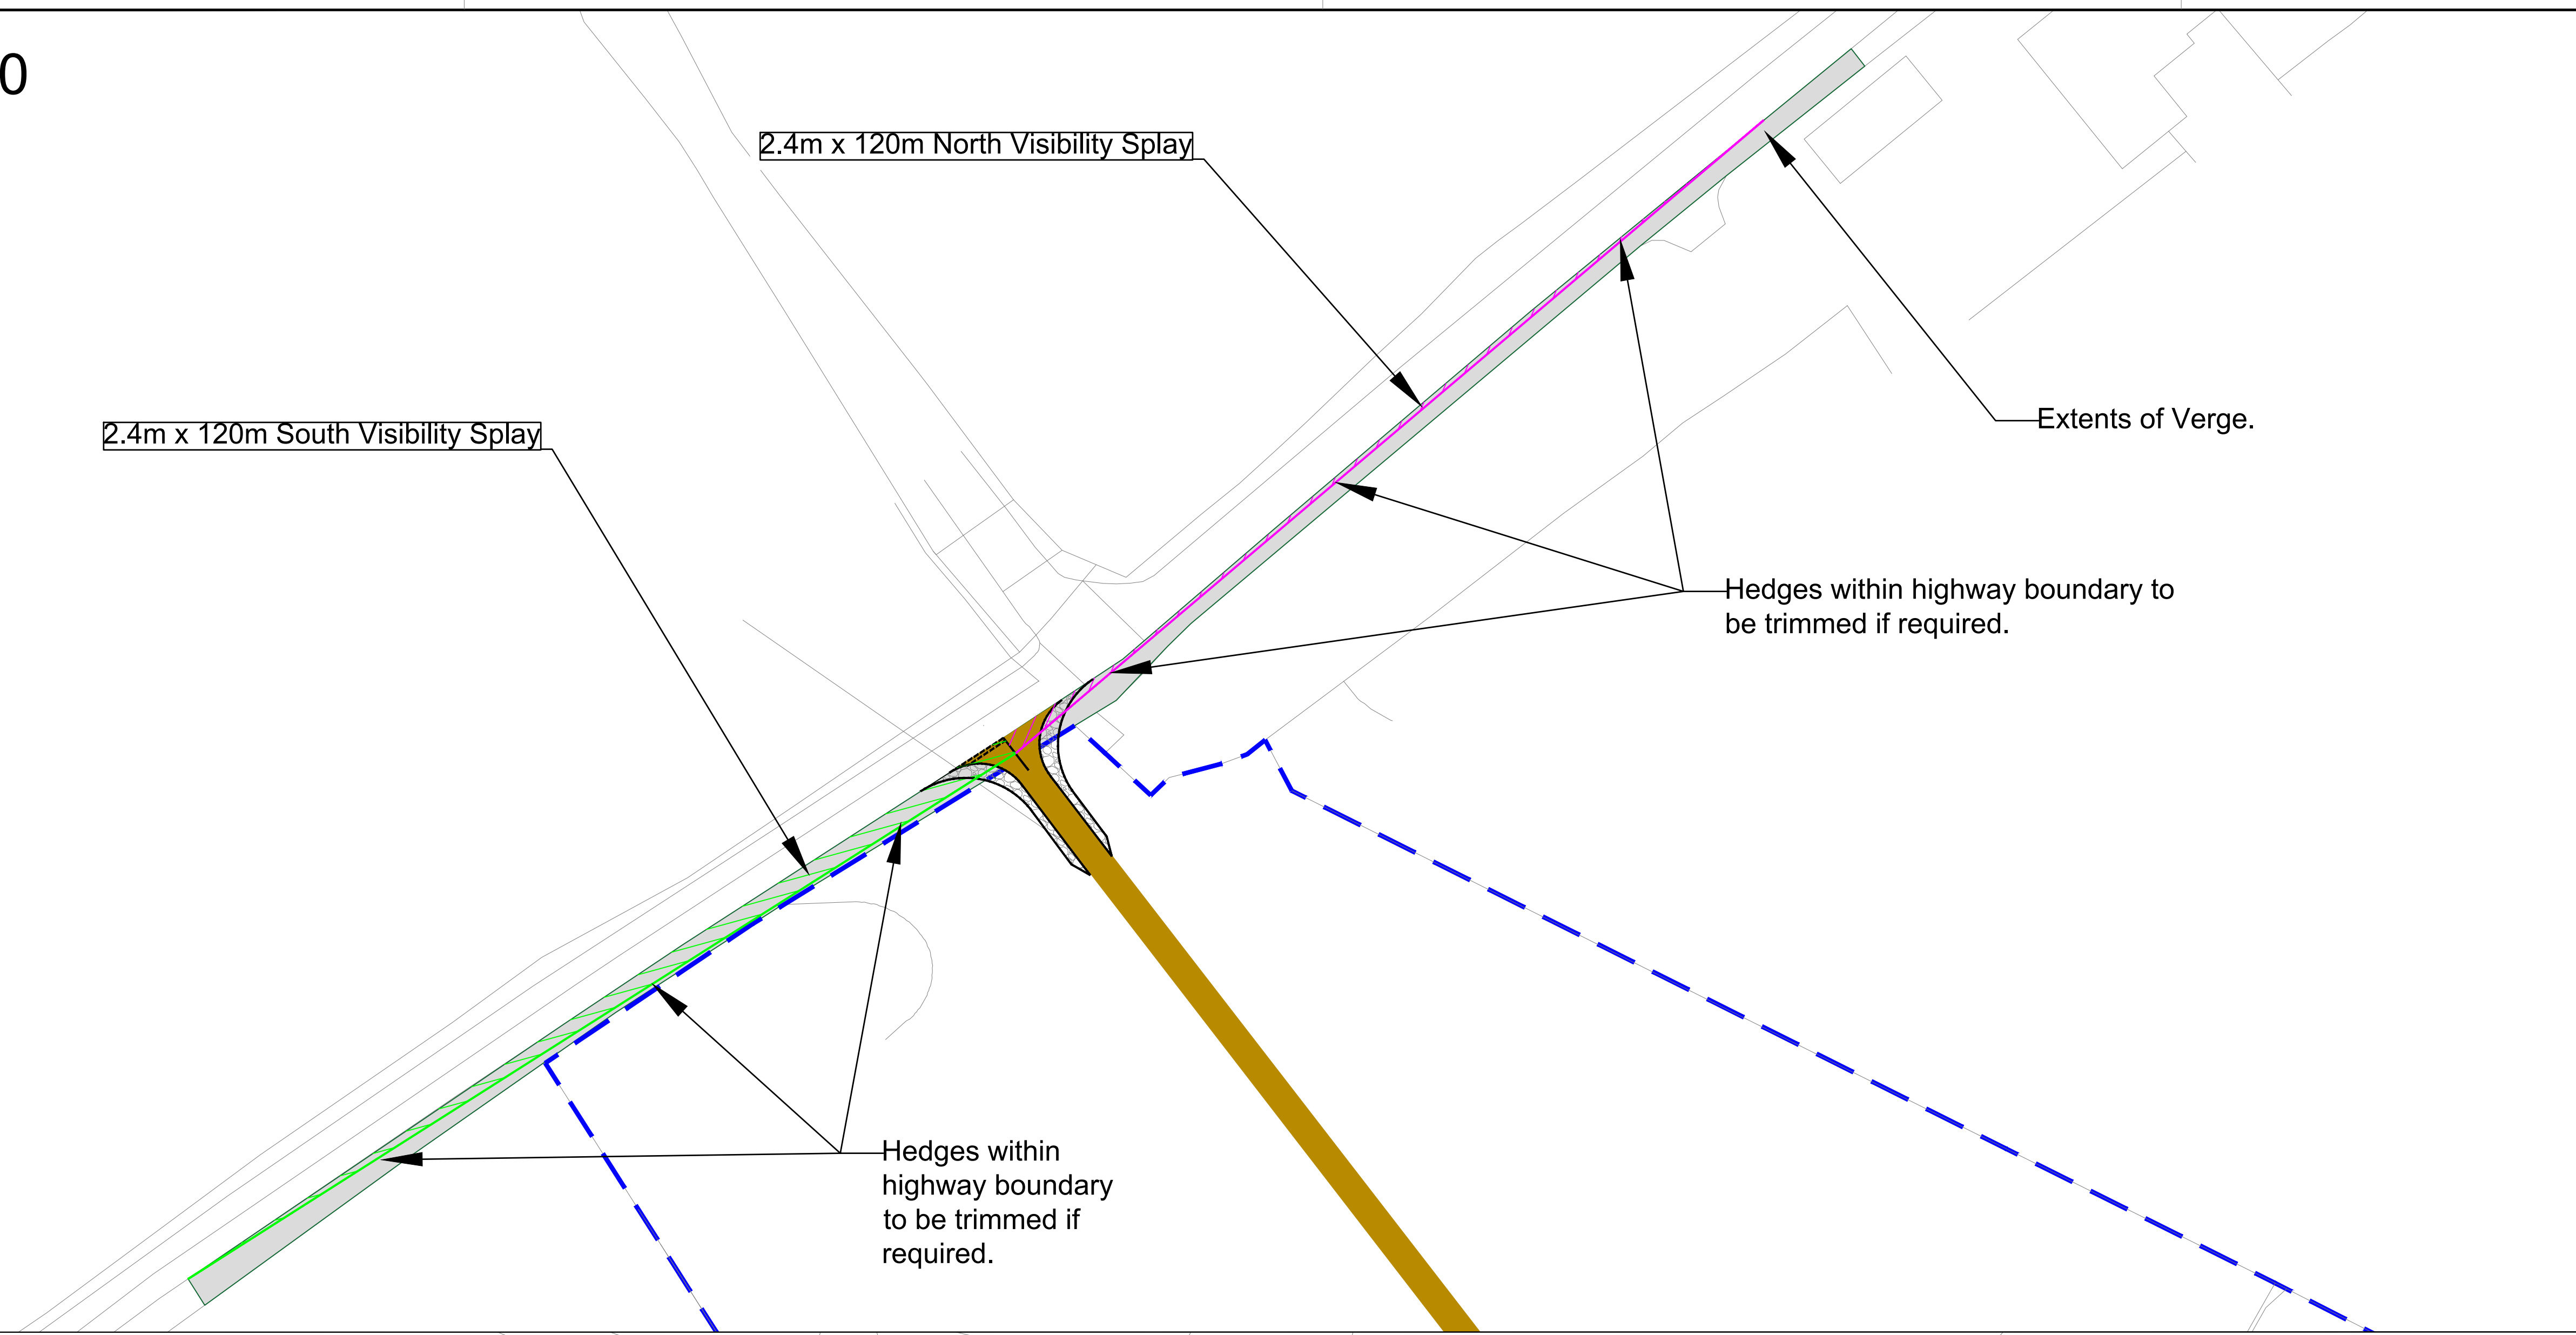 0
2.4m x 120m North Visibility Splay
2.4m x 120m South Visibility Splay
Extents of Verge.
Hedges within highway boundary to
be trimmed if required.
Hedges within
highway boundary
to be trimmed if
required.